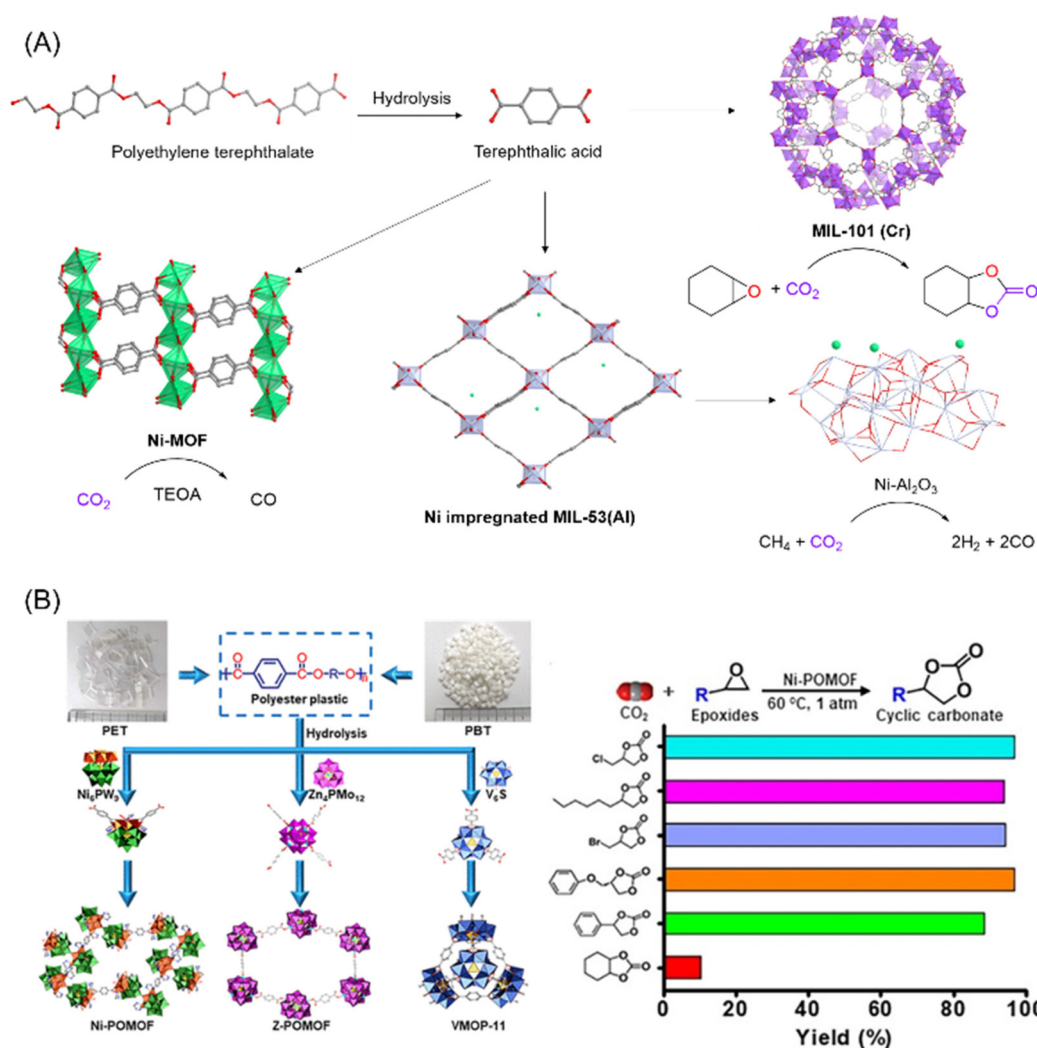 (A)
Hydrolysis
Polyethylene terephthalate
Terephthalic acid
MIL-101 (Cr)
O
+ CO2
O
O
O
Ni-MOF
CO2
TEOA
CO
Ni impregnated MIL-53(Al)
Ni-Al2O3
CH4 + CO2
2H2 + 2CO
(B)
PET
O
O
C
C
O-R-O
n
Polyester plastic
PBT
Hydrolysis
Ni6PW9
Zn4PMo12
V6S
Ni-POMOF
Z-POMOF
VMOP-11
CO2
+
R
O
Epoxides
Ni-POMOF
60 °C, 1 atm
O
O
O
R
Cyclic carbonate
Cl
O
O
O
O
O
O
Br
O
O
O
O
O
O
O
O
O
O
O
O
O
0
20
40
60
80
100
Yield (%)